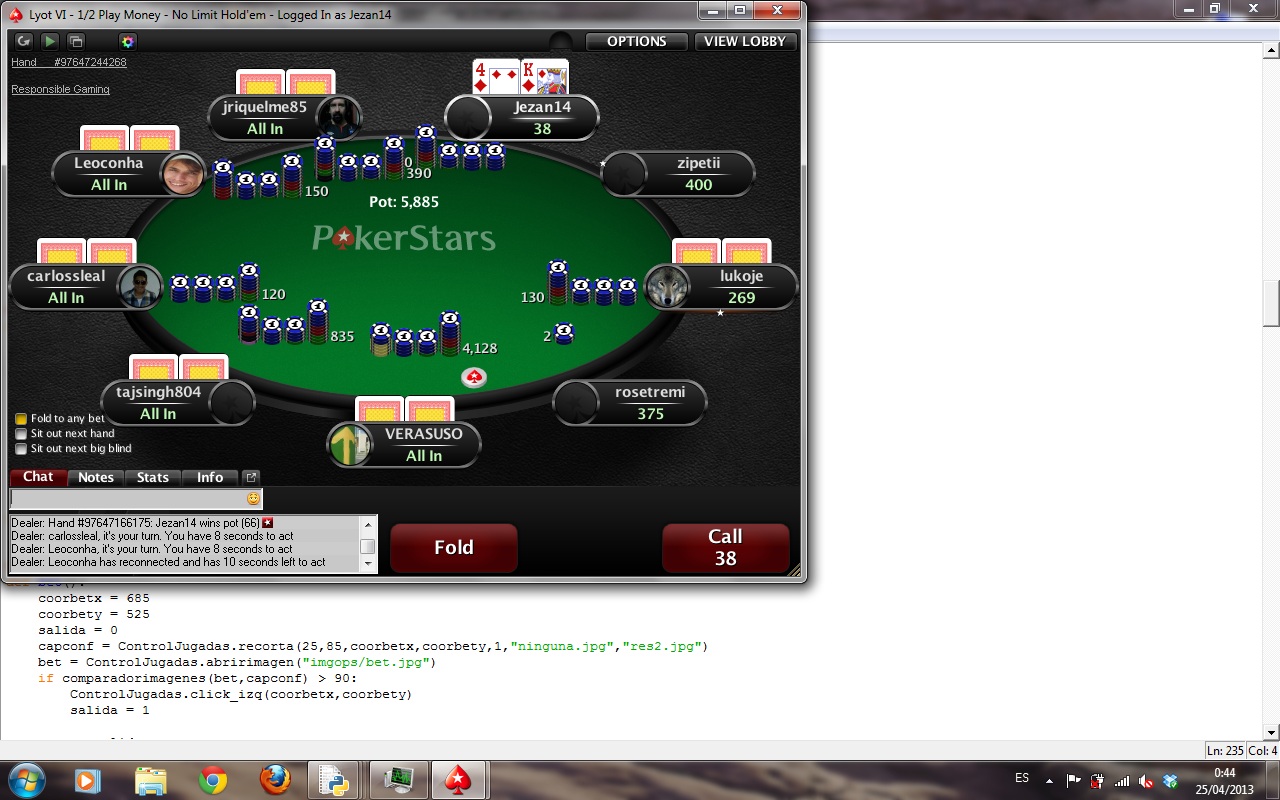 Lyot VI - 1/2 Play Money - No Limit Hold'em - Logged In as Jezan14
OPTIONS
VIEW LOBBY
Hand #97647244268
Responsible Gaming
4 K
jriquelme85
All In
Jezan14
38
Leoconha
All In
zipetii
400
150
0
390
Pot: 5,885
PokerStars
carlossleal
All In
lukoje
269
120
130
835
4,128
2
tajsingh804
All In
rosetremi
375
VERASUSO
All In
Fold to any bet
Sit out next hand
Sit out next big blind
Chat Notes Stats Info
Dealer: Hand #97647166175: Jezan14 wins pot (66)
Dealer: carlossleal, it's your turn. You have 8 seconds to act
Dealer: Leoconha, it's your turn. You have 8 seconds to act
Dealer: Leoconha has reconnected and has 10 seconds left to act
Fold
Call
38
coorbetx = 685
coorbety = 525
salida = 0
capconf = ControlJugadas.recorta(25,85,coorbetx,coorbety,1,"ninguna.jpg","res2.jpg")
bet = ControlJugadas.abririmagen("imgops/bet.jpg")
if comparadorimagenes(bet,capconf) > 90:
ControlJugadas.click_izq(coorbetx,coorbety)
salida = 1
Ln: 235 Col: 4
ES
0:44
25/04/2013